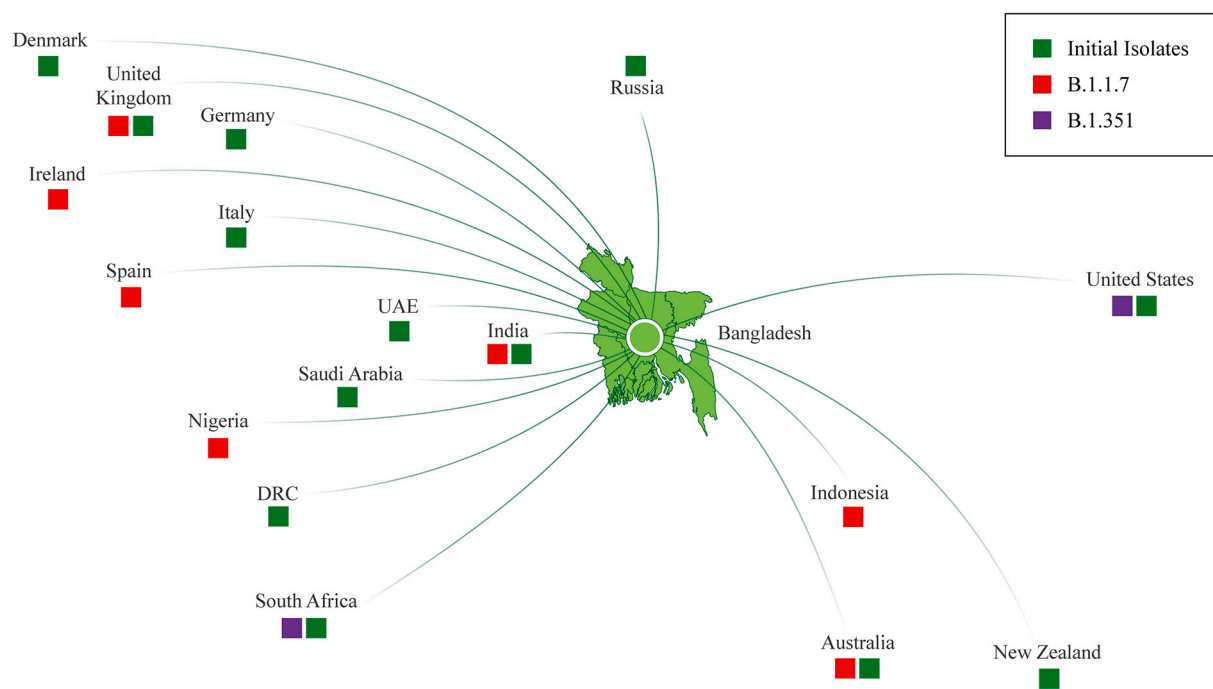 Denmark
United
Kingdom
Germany
Ireland
Italy
Spain
UAE
India
Saudi Arabia
Nigeria
DRC
South Africa
Russia
Bangladesh
United States
Indonesia
Australia
New Zealand
Initial Isolates
B.1.1.7
B.1.351